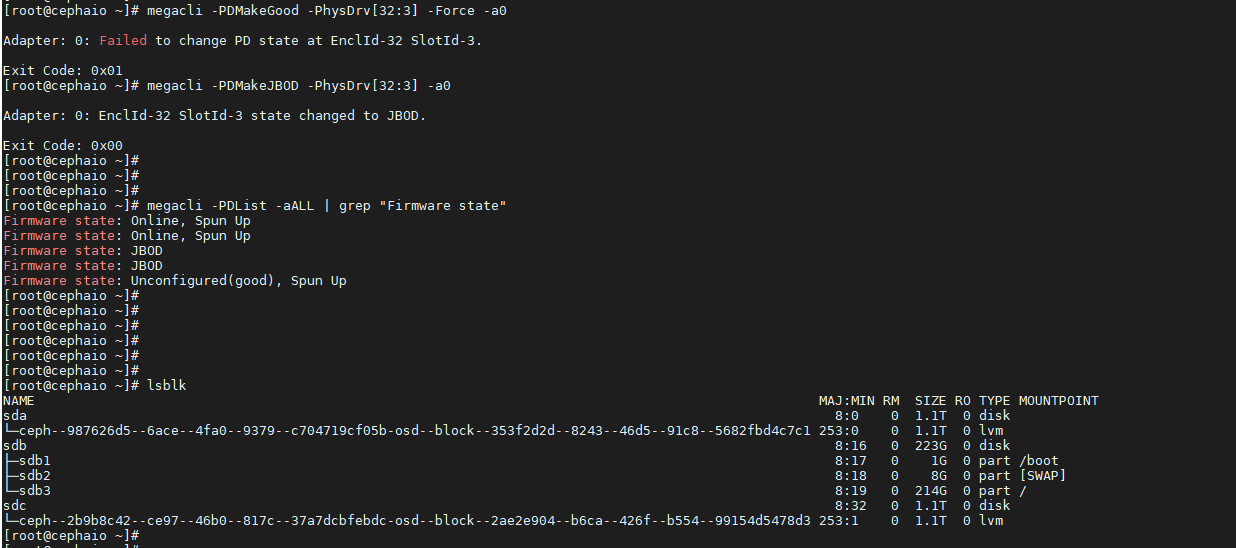 [root@cephaio ~]# megacli -PDMakeGood -PhysDrv[32:3] -Force -a0
Adapter: 0: Failed to change PD state at EnclId-32 SlotId-3.
Exit Code: 0x01
[root@cephaio ~]# megacli -PDMakeJBOD -PhysDrv[32:3] -a0
Adapter: 0: EnclId-32 SlotId-3 state changed to JBOD.
Exit Code: 0x00
[root@cephaio ~]#
[root@cephaio ~]#
[root@cephaio ~]#
[root@cephaio ~]# megacli -PDList -aALL | grep "Firmware state"
Firmware state: Online, Spun Up
Firmware state: Online, Spun Up
Firmware state: JBOD
Firmware state: JBOD
Firmware state: Unconfigured(good), Spun Up
[root@cephaio ~]#
[root@cephaio ~]#
[root@cephaio ~]#
[root@cephaio ~]#
[root@cephaio ~]#
[root@cephaio ~]#
[root@cephaio ~]# lsblk
NAME MAJ:MIN RM SIZE RO TYPE MOUNTPOINT
sda 8:0 0 1.1T 0 disk
└─ceph--987626d5--6ace--4fa0--9379--c704719cf05b-osd--block--353f2d2d--8243--46d5--91c8--5682fbd4c7c1 253:0 0 1.1T 0 lvm
sdb 8:16 0 223G 0 disk
├─sdb1 8:17 0 1G 0 part /boot
├─sdb2 8:18 0 8G 0 part [SWAP]
└─sdb3 8:19 0 214G 0 part /
sdc 8:32 0 1.1T 0 disk
└─ceph--2b9b8c42--ce97--46b0--817c--37a7dcbfebdc-osd--block--2ae2e904--b6ca--426f--b554--99154d5478d3 253:1 0 1.1T 0 lvm
[root@cephaio ~]#